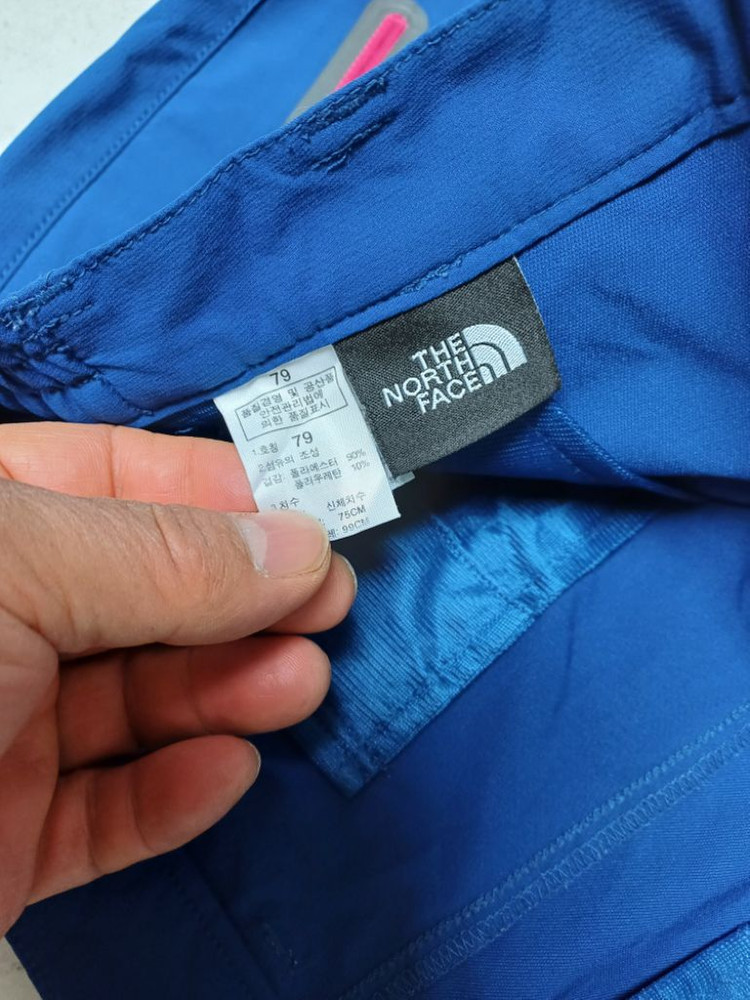 79
품질경영 및 공산품
안전관리법에
의한 품질표시
1.호칭 79
2.섬유의 조성
겉감: 폴리에스터 90%
폴리우레탄 10%
3.치수 신체치수
75CM
99CM
THE
NORTH
FACE